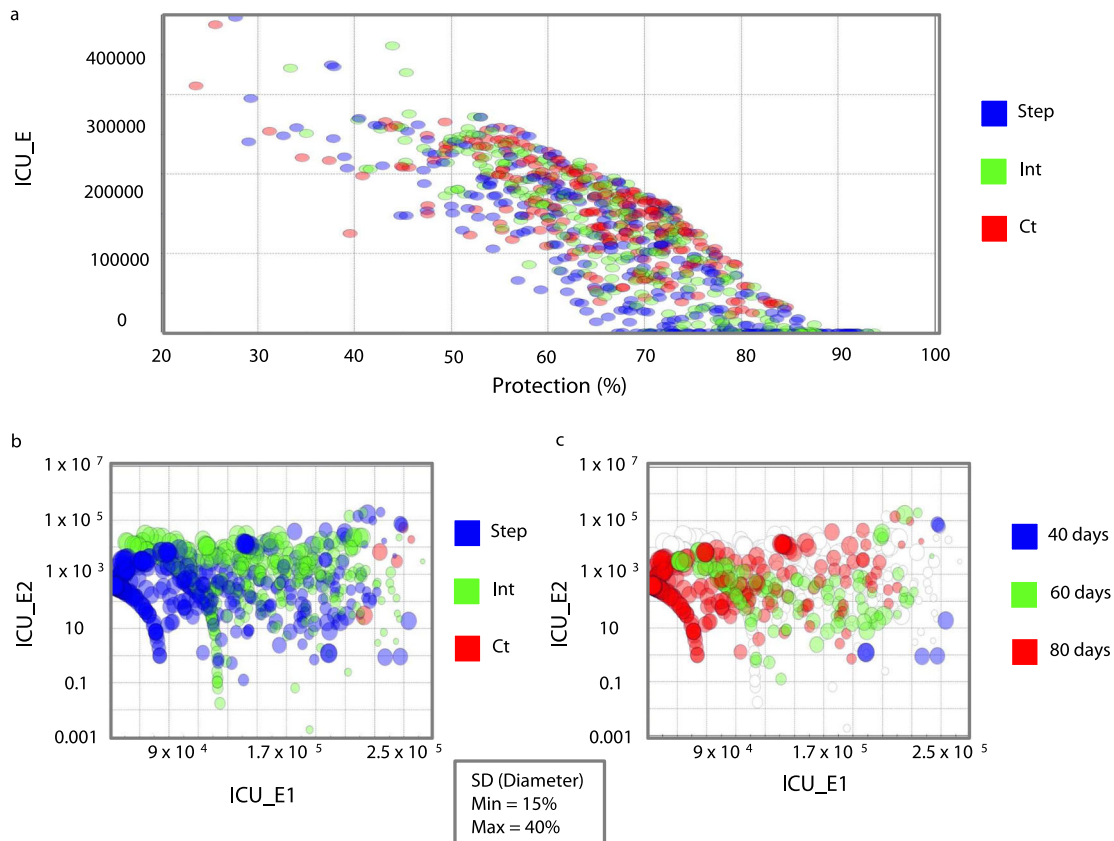 a
ICU_E
400000
300000
200000
100000
0
20 30 40 50 60 70 80 90 100
Protection (%)
Step
Int
Ct
b
ICU_E2
1 x 10 7
1 x 10 5
1 x 10 3
10
0.1
0.001
9 x 10 4
1.7 x 10 5
2.5 x 10 5
ICU_E1
Step
Int
Ct
c
ICU_E2
1 x 10 7
1 x 10 5
1 x 10 3
10
0.1
0.001
9 x 10 4
1.7 x 10 5
2.5 x 10 5
ICU_E1
40 days
60 days
80 days
SD (Diameter)
Min = 15%
Max = 40%